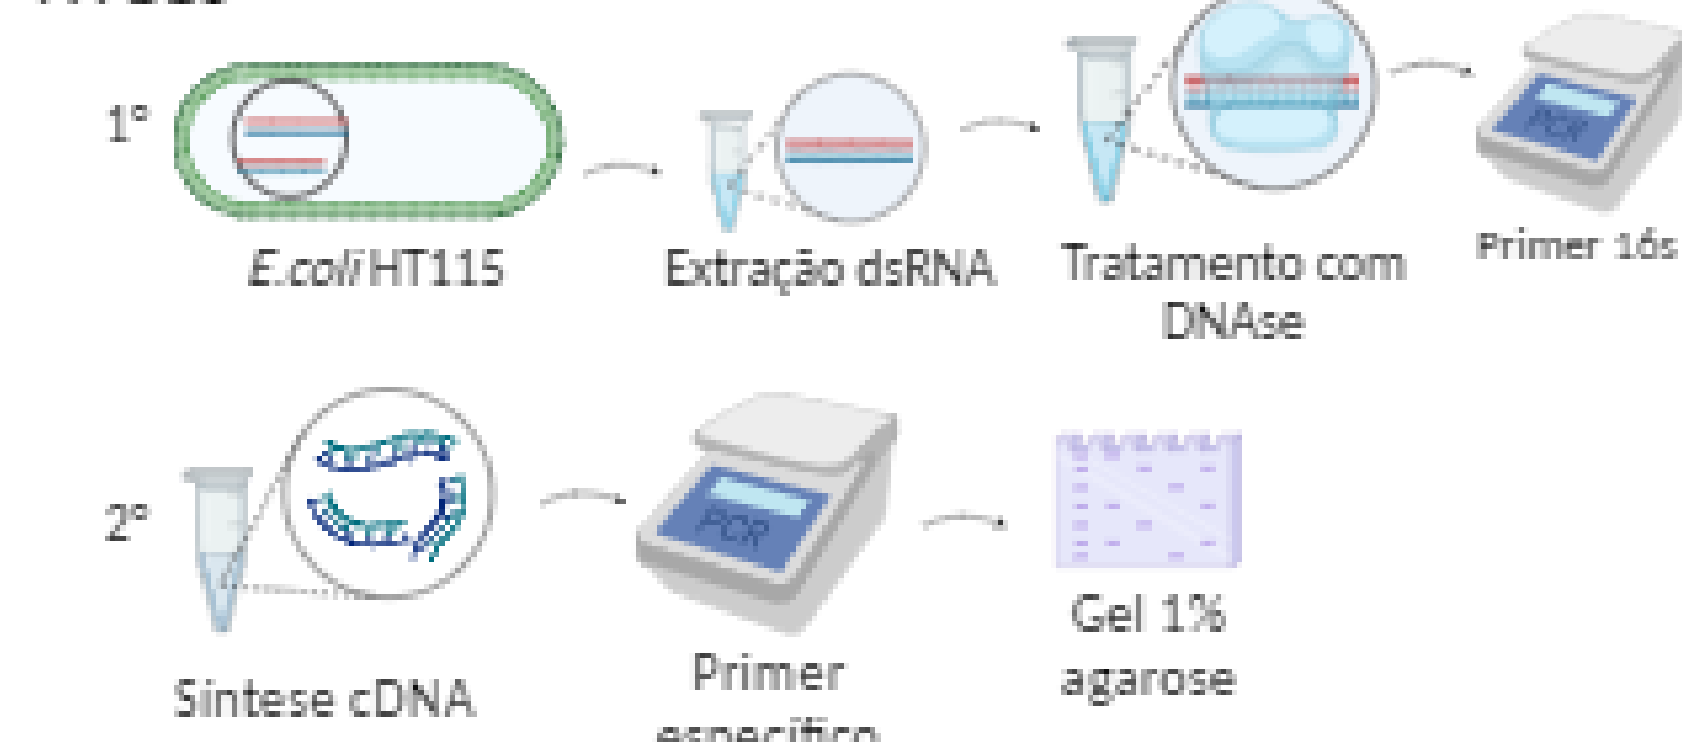 1°
E.coli HT115
Extração dsRNA
Tratamento com
DNAse
PCR
Primer 16s
2°
Síntese cDNA
PCR
Primer
específico
Gel 1%
agarose